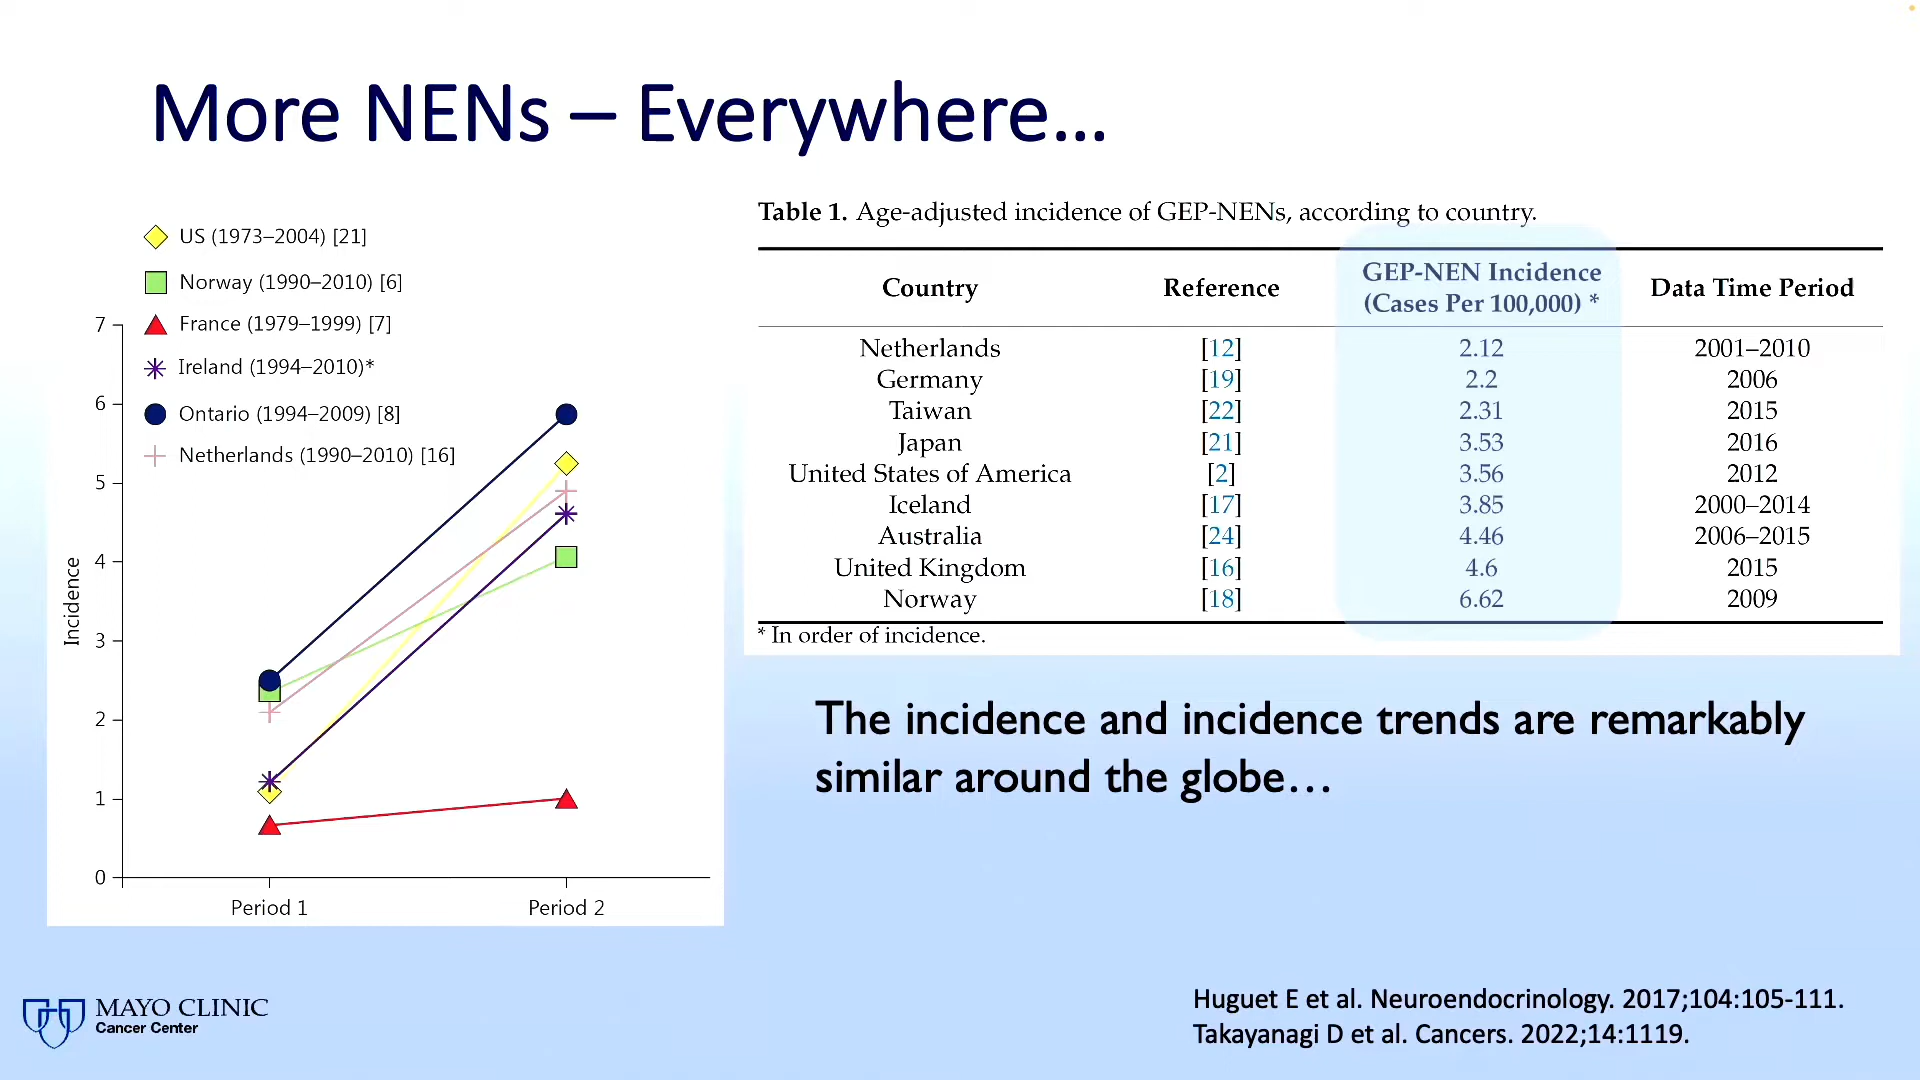 More NENs – Everywhere...
US (1973–2004) [21]
Norway (1990–2010) [6]
France (1979–1999) [7]
Ireland (1994–2010)*
Ontario (1994–2009) [8]
Netherlands (1990–2010) [16]
7
6
5
4
3
2
1
0
Incidence
Period 1 Period 2
Table 1. Age-adjusted incidence of GEP-NENs, according to country.
Country Reference GEP-NEN Incidence (Cases Per 100,000) * Data Time Period
Netherlands [12] 2.12 2001–2010
Germany [19] 2.2 2006
Taiwan [22] 2.31 2015
Japan [21] 3.53 2016
United States of America [2] 3.56 2012
Iceland [17] 3.85 2000–2014
Australia [24] 4.46 2006–2015
United Kingdom [16] 4.6 2015
Norway [18] 6.62 2009
* In order of incidence.
The incidence and incidence trends are remarkably
similar around the globe...
MAYO CLINIC
Cancer Center
Huguet E et al. Neuroendocrinology. 2017;104:105-111.
Takayanagi D et al. Cancers. 2022;14:1119.